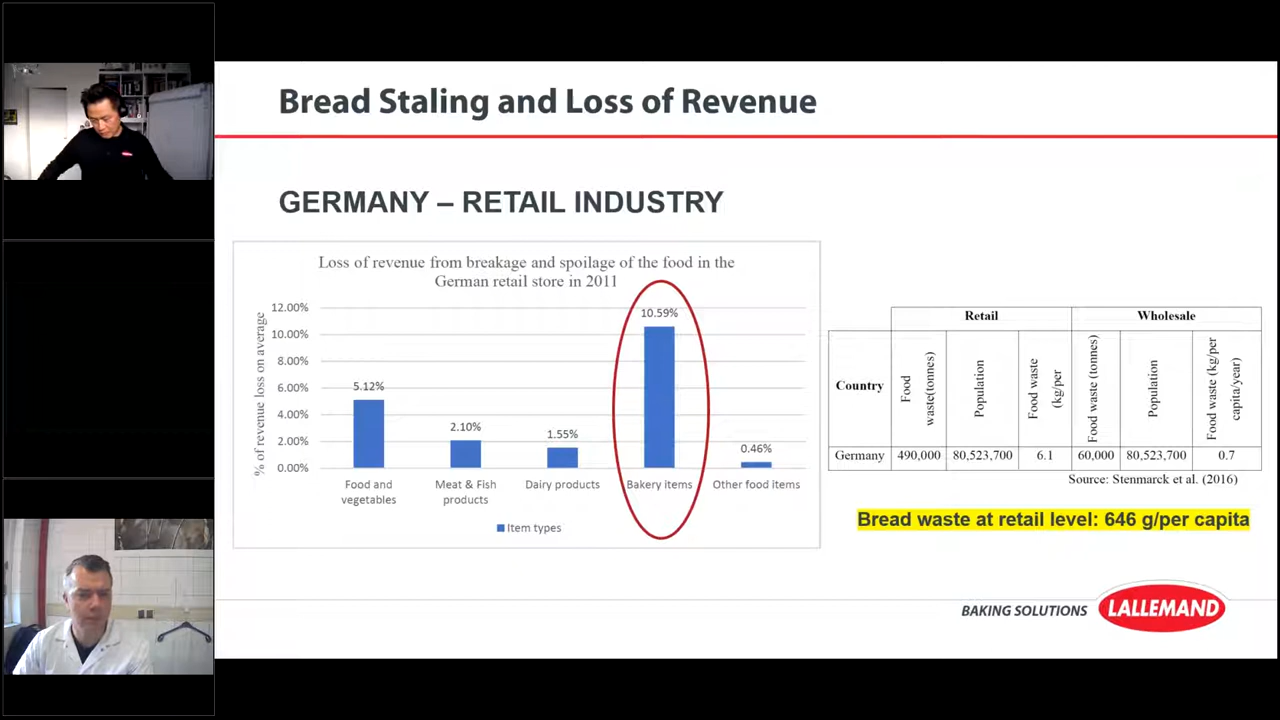 Bread Staling and Loss of Revenue
GERMANY – RETAIL INDUSTRY
Loss of revenue from breakage and spoilage of the food in the
German retail store in 2011
% of revenue loss on average
12.00%
10.00%
8.00%
6.00%
4.00%
2.00%
0.00%
5.12%
2.10%
1.55%
10.59%
0.46%
Food and
vegetables
Meat & Fish
products
Dairy products
Bakery items
Other food items
Item types
Retail
Wholesale
Country
Food
waste(tonnes)
Population
Food waste
(kg/per
Food waste (tonnes)
Population
Food waste (kg/per
capita/year)
Germany 490,000 80,523,700 6.1 60,000 80,523,700 0.7
Source: Stenmarck et al. (2016)
Bread waste at retail level: 646 g/per capita
BAKING SOLUTIONS LALLEMAND